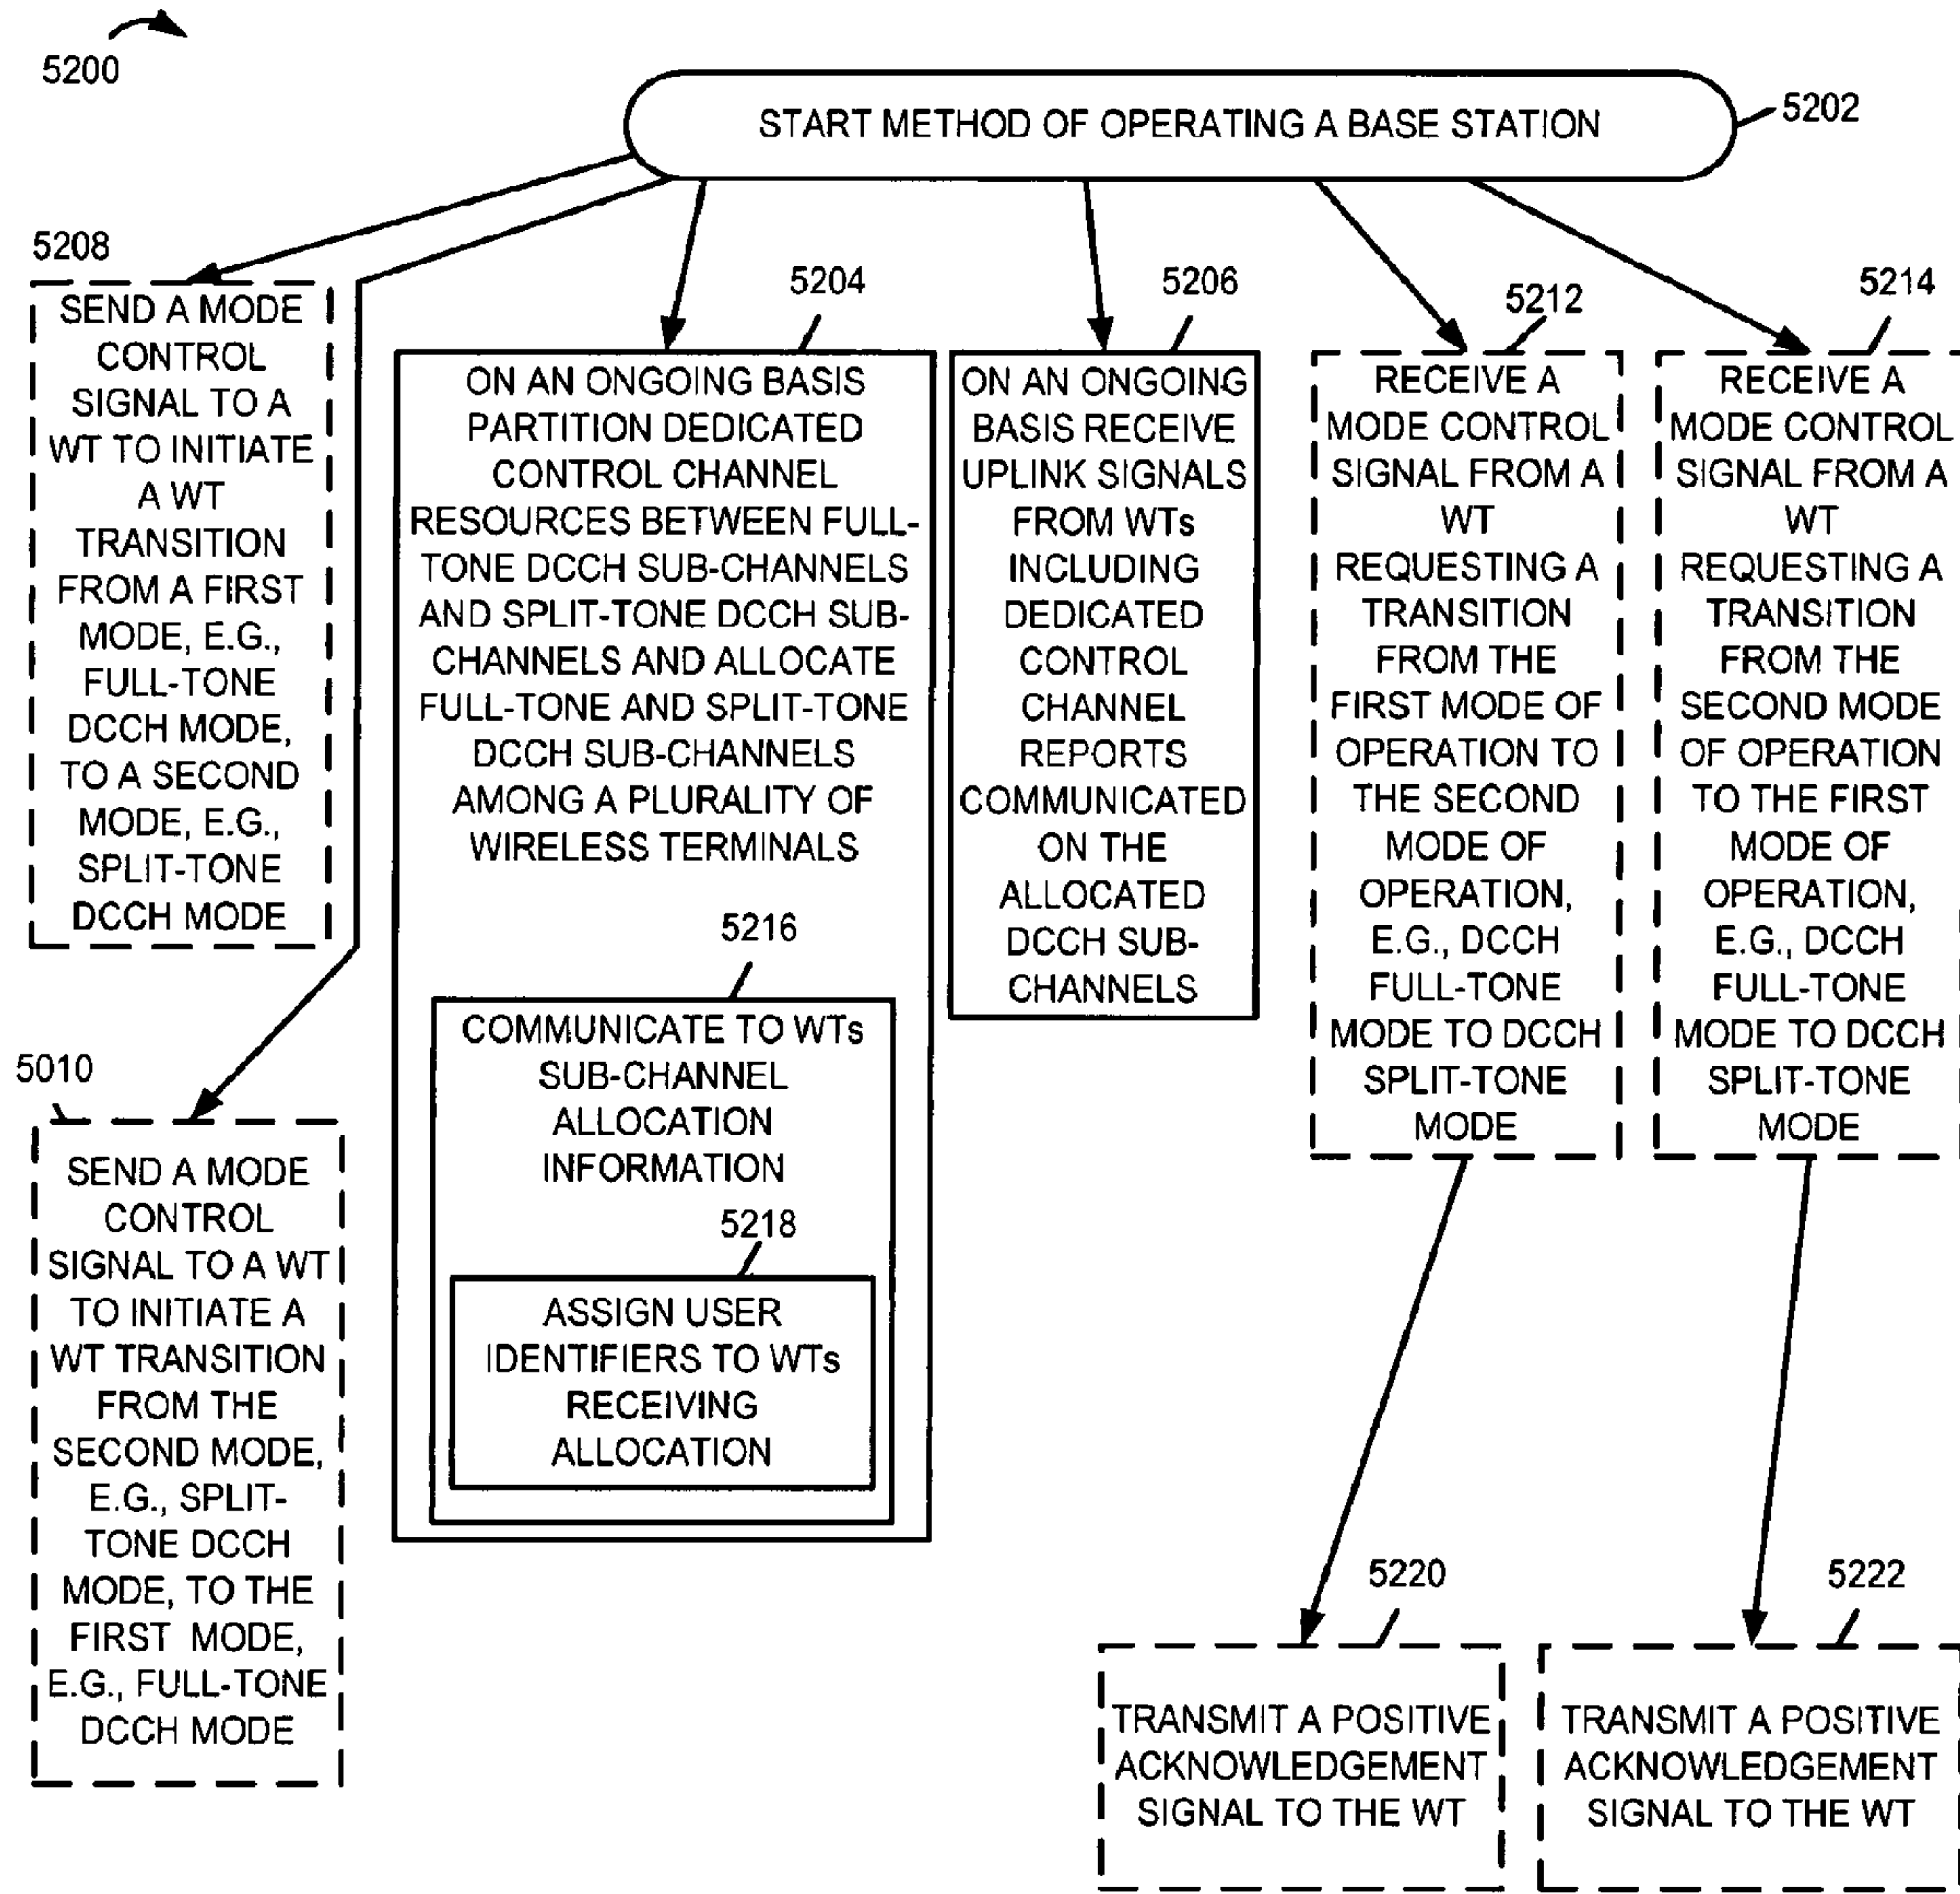 5200
START METHOD OF OPERATING A BASE STATION
5202
5208
SEND A MODE
CONTROL
SIGNAL TO A
WT TO INITIATE
A WT
TRANSITION
FROM A FIRST
MODE, E.G.,
FULL-TONE
DCCH MODE,
TO A SECOND
MODE, E.G.,
SPLIT-TONE
DCCH MODE
5010
SEND A MODE
CONTROL
SIGNAL TO A WT
TO INITIATE A
WT TRANSITION
FROM THE
SECOND MODE,
E.G., SPLIT-
TONE DCCH
MODE, TO THE
FIRST MODE,
E.G., FULL-TONE
DCCH MODE
5204
ON AN ONGOING BASIS
PARTITION DEDICATED
CONTROL CHANNEL
RESOURCES BETWEEN FULL-
TONE DCCH SUB-CHANNELS
AND SPLIT-TONE DCCH SUB-
CHANNELS AND ALLOCATE
FULL-TONE AND SPLIT-TONE
DCCH SUB-CHANNELS
AMONG A PLURALITY OF
WIRELESS TERMINALS
5216
COMMUNICATE TO WTs
SUB-CHANNEL
ALLOCATION
INFORMATION
5218
ASSIGN USER
IDENTIFIERS TO WTs
RECEIVING
ALLOCATION
5206
ON AN ONGOING
BASIS RECEIVE
UPLINK SIGNALS
FROM WTs
INCLUDING
DEDICATED
CONTROL
CHANNEL
REPORTS
COMMUNICATED
ON THE
ALLOCATED
DCCH SUB-
CHANNELS
5212
RECEIVE A
MODE CONTROL
SIGNAL FROM A
WT
REQUESTING A
TRANSITION
FROM THE
FIRST MODE OF
OPERATION TO
THE SECOND
MODE OF
OPERATION,
E.G., DCCH
FULL-TONE
MODE TO DCCH
SPLIT-TONE
MODE
5214
RECEIVE A
MODE CONTROL
SIGNAL FROM A
WT
REQUESTING A
TRANSITION
FROM THE
SECOND MODE
OF OPERATION
TO THE FIRST
MODE OF
OPERATION,
E.G., DCCH
FULL-TONE
MODE TO DCCH
SPLIT-TONE
MODE
5220
TRANSMIT A POSITIVE
ACKNOWLEDGEMENT
SIGNAL TO THE WT
5222
TRANSMIT A POSITIVE
ACKNOWLEDGEMENT
SIGNAL TO THE WT